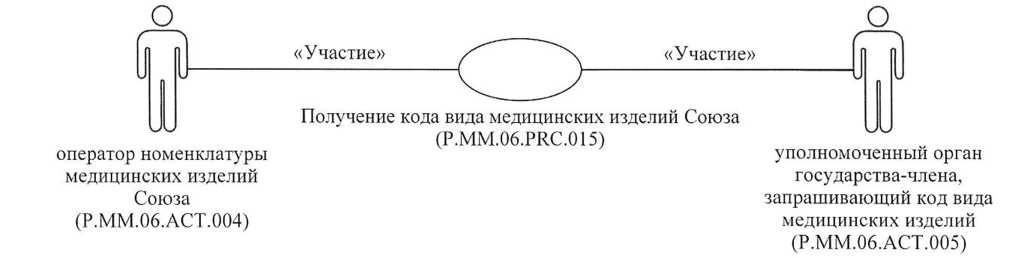 «Участие»
«Участие»
Получение кода вида медицинских изделий Союза
(P.MM.06.PRC.015)
оператор номенклатуры
медицинских изделий
Союза
(P.MM.06.ACT.004)
уполномоченный орган
государства-члена,
запрашивающий код вида
медицинских изделий
(P.MM.06.ACT.005)